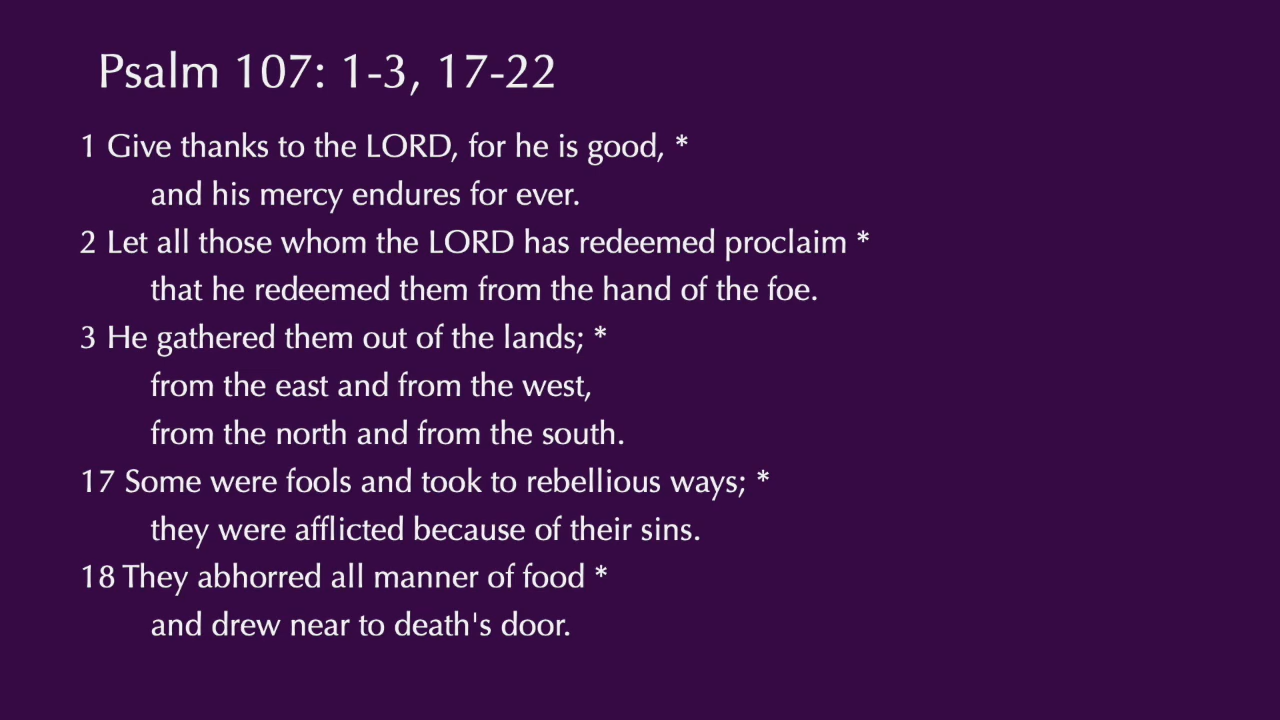 Psalm 107: 1-3, 17-22
1 Give thanks to the LORD, for he is good, *
and his mercy endures for ever.
2 Let all those whom the LORD has redeemed proclaim *
that he redeemed them from the hand of the foe.
3 He gathered them out of the lands; *
from the east and from the west,
from the north and from the south.
17 Some were fools and took to rebellious ways; *
they were afflicted because of their sins.
18 They abhorred all manner of food *
and drew near to death's door.